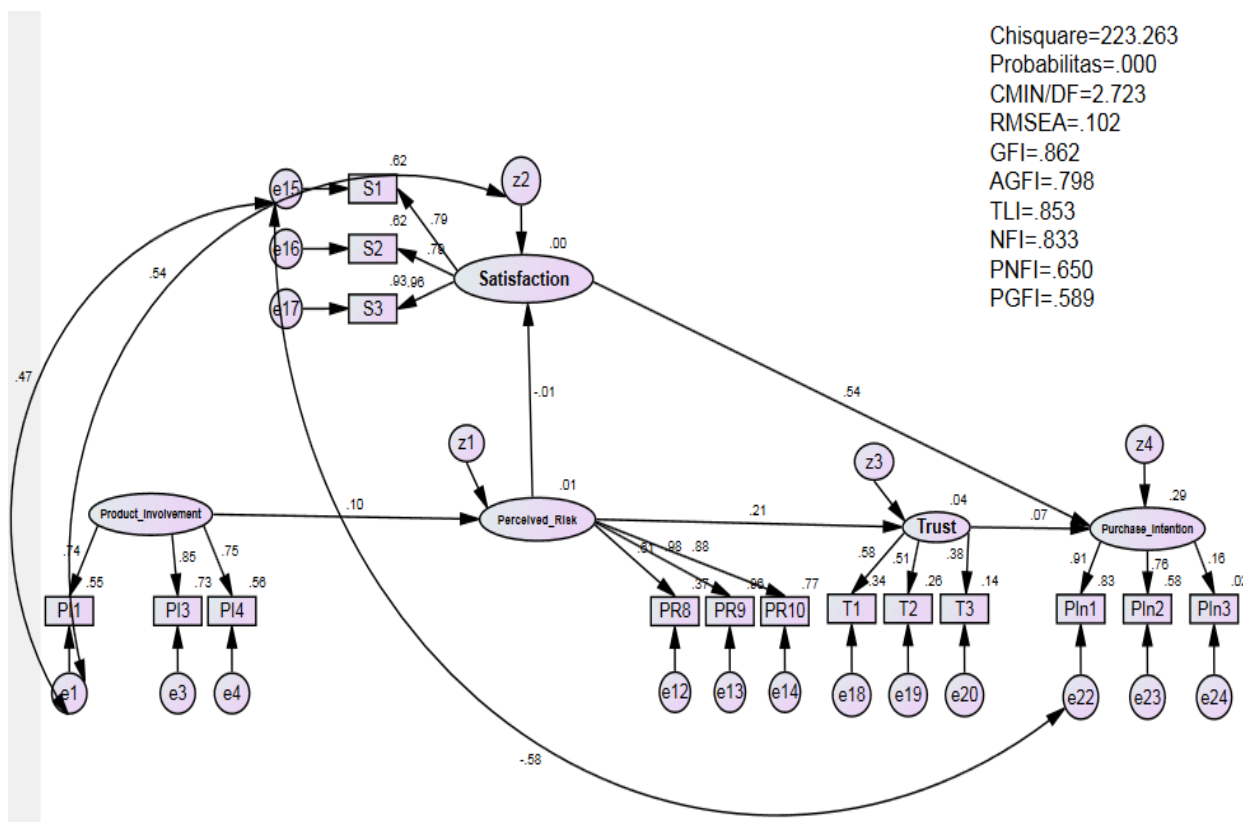 Chisquare=223.263
Probabilitas=.000
CMIN/DF=2.723
RMSEA=.102
GFI=.862
AGFI=.798
TLI=.853
NFI=.833
PNFI=.650
PGFI=.589
.62
e15
S1
z2
.79
.62
.00
e16
S2
.79
.54
Satisfaction
.93
.96
e17
S3
.47
-.01
.54
z1
z3
z4
.01
.04
.29
Product_Involvement
.10
Perceived_Risk
.21
Trust
.07
Purchase_Intention
.74
.85
.75
.61
.98
.88
.58
.51
.38
.91
.76
.16
.55
.73
.56
.37
.96
.77
.34
.26
.14
.83
.58
PI1
PI3
PI4
PR8
PR9
PR10
T1
T2
T3
PIn1
PIn2
PIn3
e1
e3
e4
e12
e13
e14
e18
e19
e20
e22
e23
e24
-.58